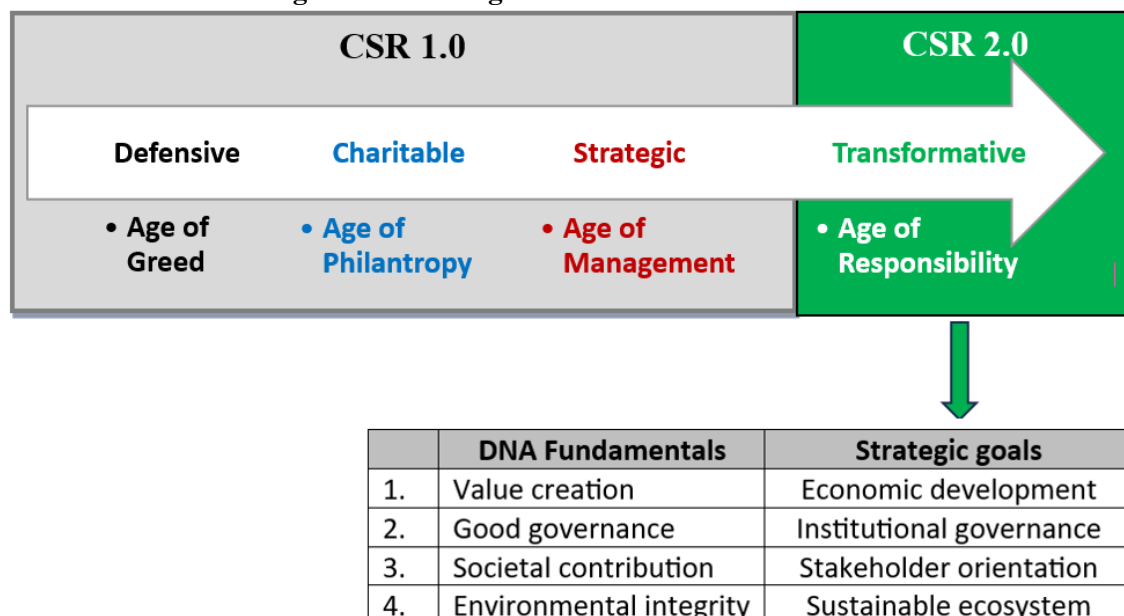 CSR 1.0
CSR 2.0
Defensive
Charitable
Strategic
Transformative
• Age of
Greed
• Age of
Philantropy
• Age of
Management
• Age of
Responsibility
DNA Fundamentals Strategic goals
1. Value creation Economic development
2. Good governance Institutional governance
3. Societal contribution Stakeholder orientation
4. Environmental integrity Sustainable ecosystem